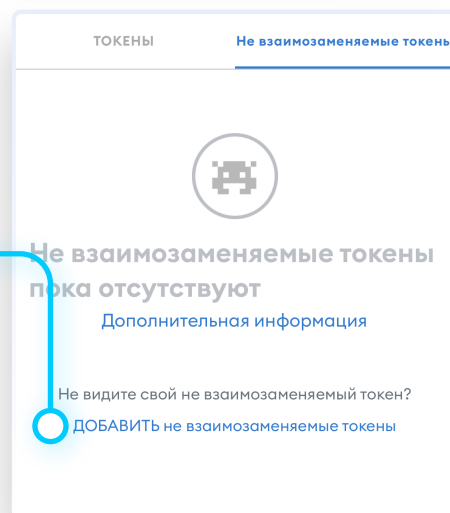 ТОКЕНЫ
Не взаимозаменяемые токены
Не взаимозаменяемые токены
пока отсутствуют
Дополнительная информация
Не видите свой не взаимозаменяемый токен?
ДОБАВИТЬ не взаимозаменяемые токены